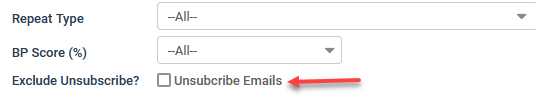 Repeat Type --All--
BP Score (%) --All--
Exclude Unsubscribe? Unsubcribe Emails